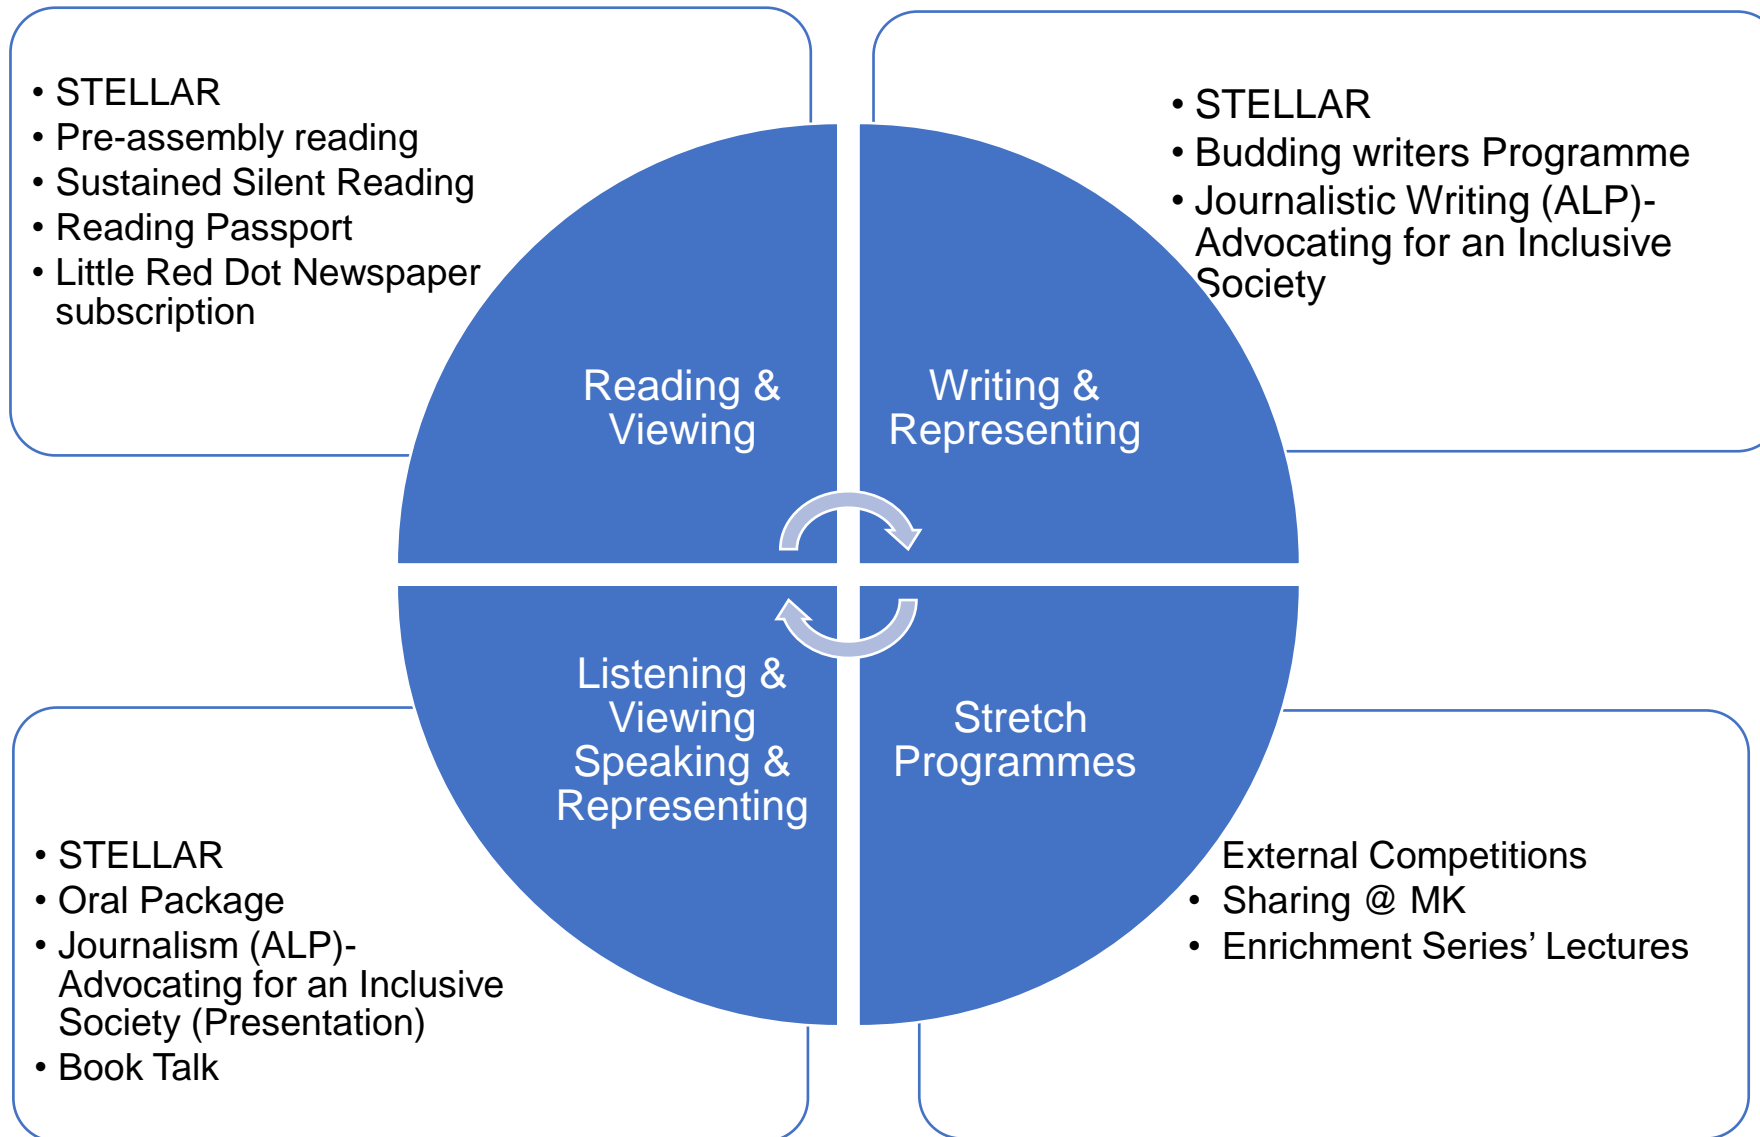 • STELLAR
• Pre-assembly reading
• Sustained Silent Reading
• Reading Passport
• Little Red Dot Newspaper
subscription
• STELLAR
• Budding writers Programme
• Journalistic Writing (ALP)-
Advocating for an Inclusive
Society
Reading &
Viewing
Writing &
Representing
Listening &
Viewing
Speaking &
Representing
Stretch
Programmes
• STELLAR
• Oral Package
• Journalism (ALP)-
Advocating for an Inclusive
Society (Presentation)
• Book Talk
External Competitions
• Sharing @ MK
• Enrichment Series’ Lectures